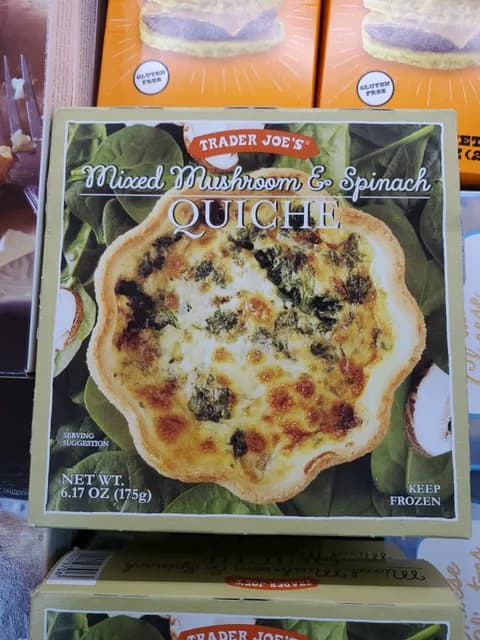 GLUTEN
FREE
GLUTEN
FREE
TRADER JOE'S®
Mixed Mushroom & Spinach
QUICHE
SERVING
SUGGESTION
NET WT.
6.17 OZ (175g)
KEEP
FROZEN
TRADER JOE'S
TRADER JOE'S